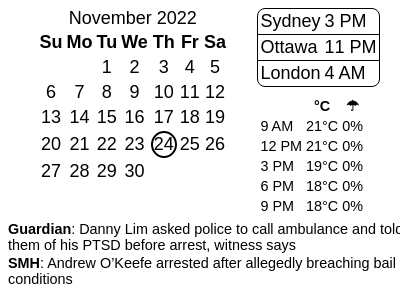 November 2022
Su Mo Tu We Th Fr Sa
1 2 3 4 5
6 7 8 9 10 11 12
13 14 15 16 17 18 19
20 21 22 23 24 25 26
27 28 29 30
Sydney 3 PM
Ottawa 11 PM
London 4 AM
°C ☂
9 AM 21°C 0%
12 PM 21°C 0%
3 PM 19°C 0%
6 PM 18°C 0%
9 PM 18°C 0%
Guardian: Danny Lim asked police to call ambulance and told
them of his PTSD before arrest, witness says
SMH: Andrew O’Keefe arrested after allegedly breaching bail
conditions